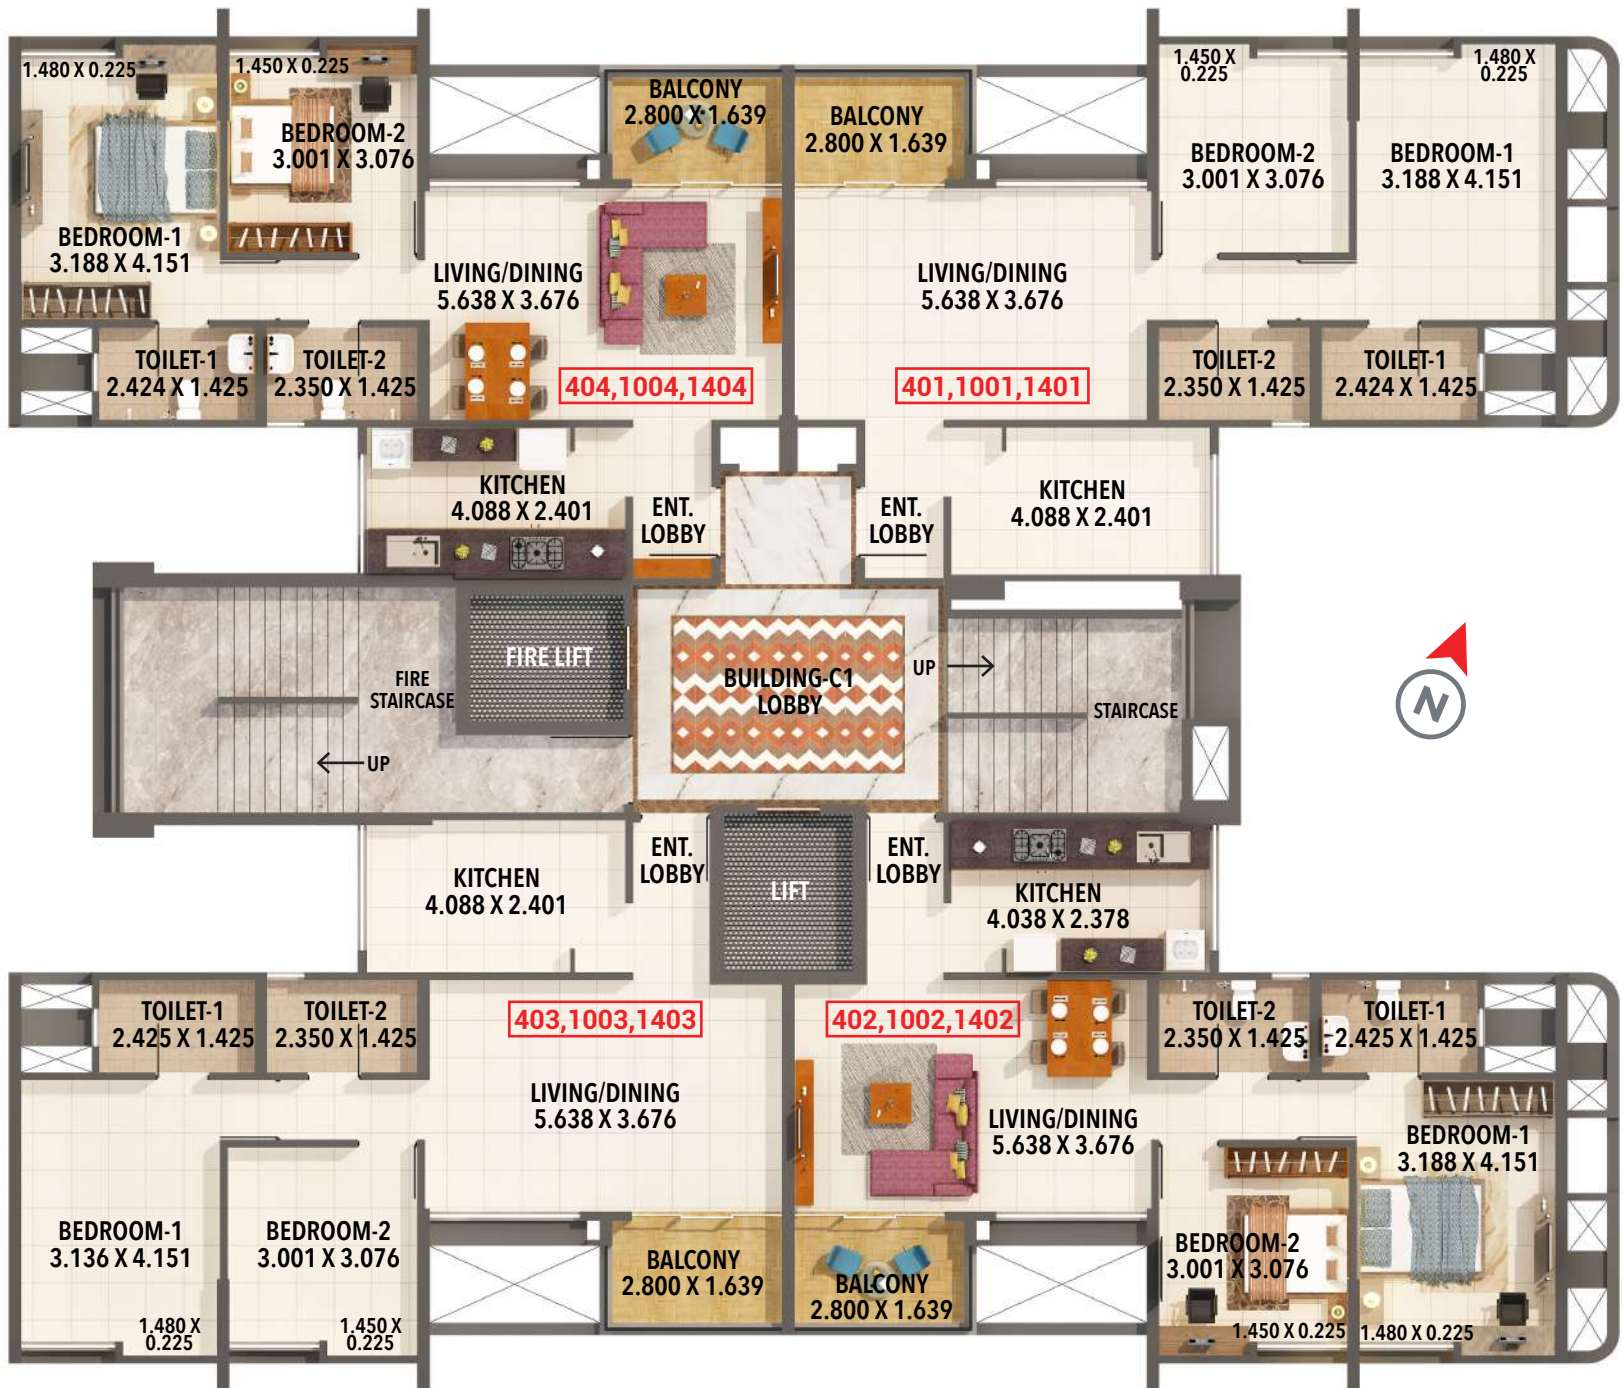 1.480 X 0.225
1.450 X 0.225
BEDROOM-2
3.001 X 3.076
BEDROOM-1
3.188 X 4.151
BALCONY
2.800 X 1.639
LIVING/DINING
5.638 X 3.676
TOILET-1
2.424 X 1.425
TOILET-2
2.350 X 1.425
404,1004,1404
KITCHEN
4.088 X 2.401
ENT.
LOBBY
BALCONY
2.800 X 1.639
1.450 X
0.225
1.480 X
0.225
BEDROOM-2
3.001 X 3.076
BEDROOM-1
3.188 X 4.151
LIVING/DINING
5.638 X 3.676
401,1001,1401
TOILET-2
2.350 X 1.425
TOILET-1
2.424 X 1.425
ENT.
LOBBY
KITCHEN
4.088 X 2.401
FIRE LIFT
FIRE
STAIRCASE
UP
BUILDING-C1
LOBBY
UP
STAIRCASE
N
KITCHEN
4.088 X 2.401
ENT.
LOBBY
LIFT
ENT.
LOBBY
KITCHEN
4.038 X 2.378
TOILET-1
2.425 X 1.425
TOILET-2
2.350 X 1.425
403,1003,1403
LIVING/DINING
5.638 X 3.676
BEDROOM-1
3.136 X 4.151
BEDROOM-2
3.001 X 3.076
BALCONY
2.800 X 1.639
1.480 X
0.225
1.450 X
0.225
402,1002,1402
TOILET-2
2.350 X 1.425
TOILET-1
2.425 X 1.425
LIVING/DINING
5.638 X 3.676
BEDROOM-1
3.188 X 4.151
BEDROOM-2
3.001 X 3.076
BALCONY
2.800 X 1.639
1.450 X 0.225
1.480 X 0.225